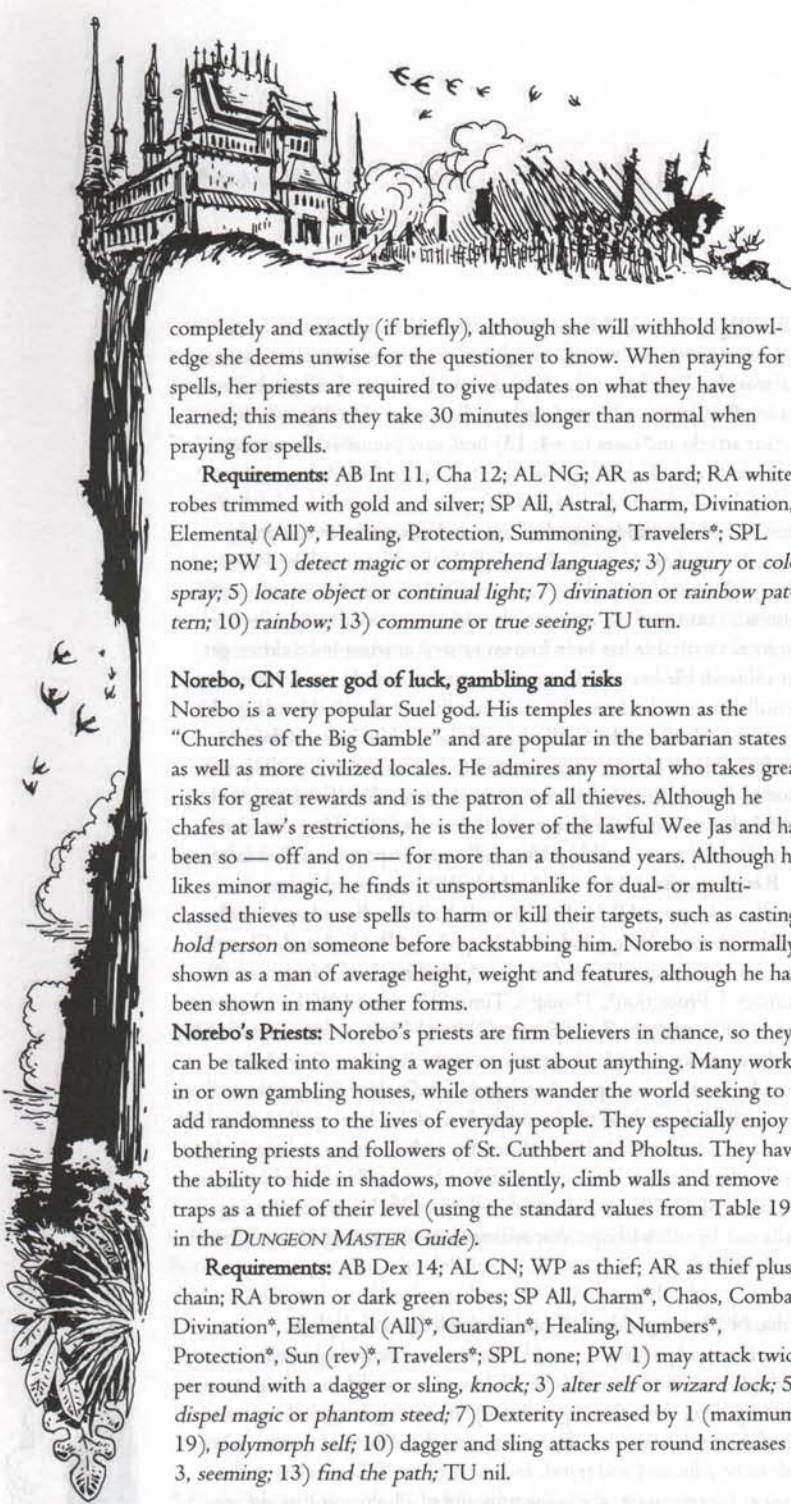 completely and exactly (if briefly), although she will withhold knowl-
edge she deems unwise for the questioner to know. When praying for
spells, her priests are required to give updates on what they have
learned; this means they take 30 minutes longer than normal when
praying for spells.
Requirements: AB Int 11, Cha 12; AL NG; AR as bard; RA white
robes trimmed with gold and silver; SP All, Astral, Charm, Divination,
Elemental (All)*, Healing, Protection, Summoning, Travelers*; SPL
none; PW 1) detect magic or comprehend languages; 3) augury or
spray; 5) locate object or continual light; 7) divination or rainbow pat-
tern; 10) rainbow; 13) commune or true seeing; TU turn.
Norebo, CN lesser god of luck, gambling and risks
Norebo is a very popular Suel god. His temples are known as the
"Churches of the Big Gamble" and are popular in the barbarian states
as well as more civilized locales. He admires any mortal who takes
risks for great rewards and is the patron of all thieves. Although he
chafes at law's restrictions, he is the lover of the lawful Wee Jas and
been so — off and on — for more than a thousand years. Although
likes minor magic, he finds it unsportsmanlike for dual- or multi-
classed thieves to use spells to harm or kill their targets, such as casting
hold person on someone before backstabbing him. Norebo is normally
shown as a man of average height, weight and features, although he
been shown in many other forms.
Norebo's Priests: Norebo's priests are firm believers in chance, so they
can be talked into making a wager on just about anything. Many work
in or own gambling houses, while others wander the world seeking to
add randomness to the lives of everyday people. They especially enjoy
bothering priests and followers of St. Cuthbert and Pholtus. They
the ability to hide in shadows, move silently, climb walls and remove
traps as a thief of their level (using the standard values from Table 19
in the DUNGEON MASTER Guide).
Requirements: AB Dex 14; AL CN; WP as thief; AR as thief plus
chain; RA brown or dark green robes; SP All, Charm*, Chaos,
Divination*, Elemental (All)*, Guardian*, Healing, Numbers*,
Protection*, Sun (rev)*, Travelers*; SPL none; PW 1) may attack
per round with a dagger or sling, knock; 3) alter self or wizard lock; 5
dispel magic or phantom steed; 7) Dexterity increased by 1 (maximum
19), polymorph self; 10) dagger and sling attacks per round increases
3, seeming; 13) find the path; TU nil.